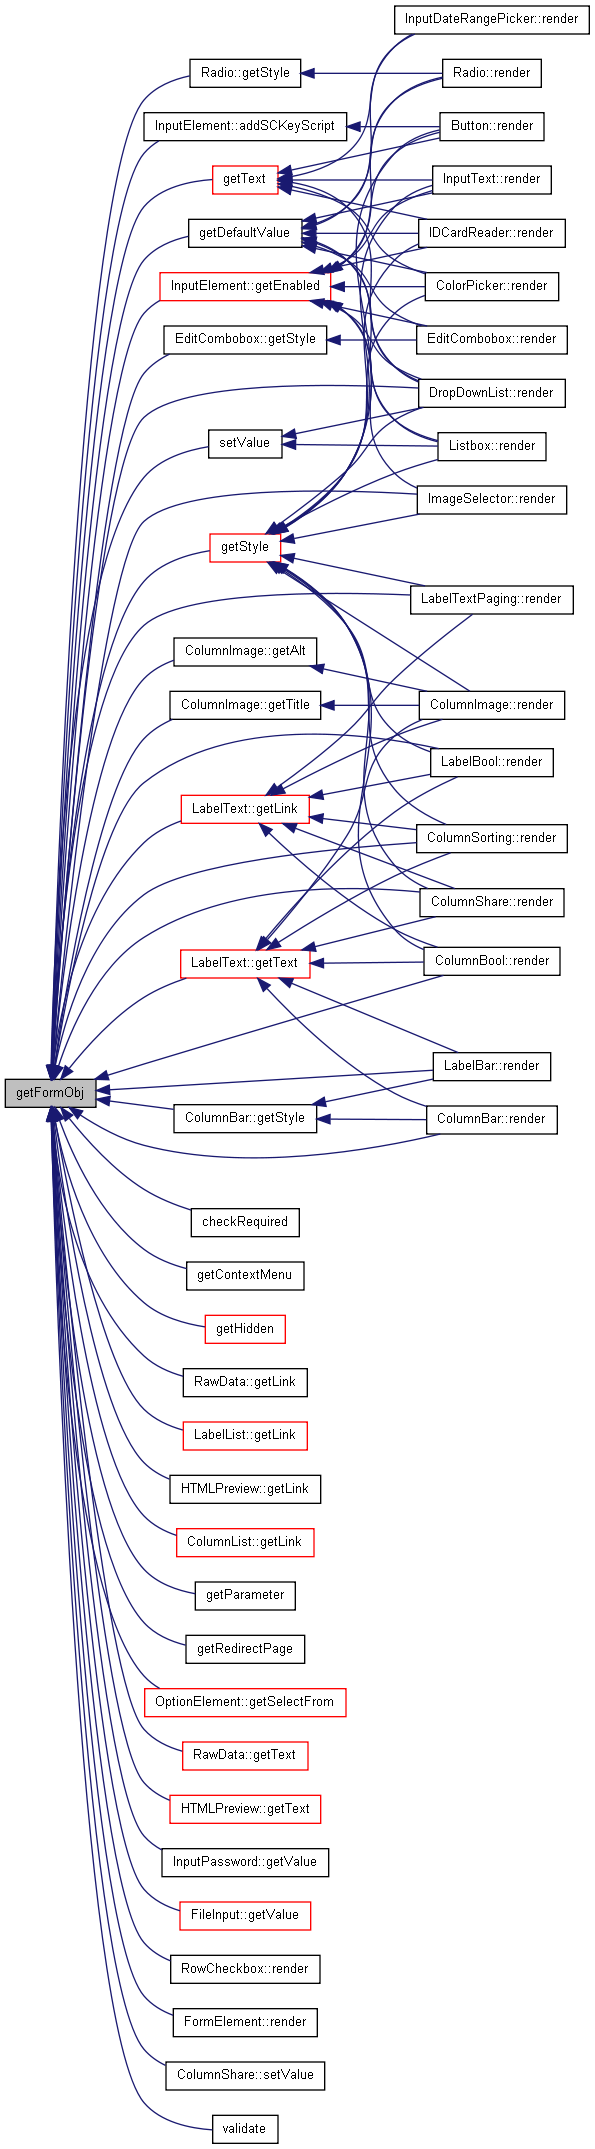 InputDateRangePicker::render
Radio::getStyle
Radio::render
InputElement::addSCKeyScript
Button::render
getText
InputText::render
getDefaultValue
IDCardReader::render
InputElement::getEnabled
ColorPicker::render
EditCombobox::getStyle
EditCombobox::render
DropDownList::render
setValue
Listbox::render
ImageSelector::render
getStyle
LabelTextPaging::render
ColumnImage::getAlt
ColumnImage::getTitle
ColumnImage::render
LabelBool::render
LabelText::getLink
ColumnSorting::render
ColumnShare::render
LabelText::getText
ColumnBool::render
LabelBar::render
getFormObj
ColumnBar::getStyle
ColumnBar::render
checkRequired
getContextMenu
getHidden
RawData::getLink
LabelList::getLink
HTMLPreview::getLink
ColumnList::getLink
getParameter
getRedirectPage
OptionElement::getSelectFrom
RawData::getText
HTMLPreview::getText
InputPassword::getValue
FileInput::getValue
RowCheckbox::render
FormElement::render
ColumnShare::setValue
validate